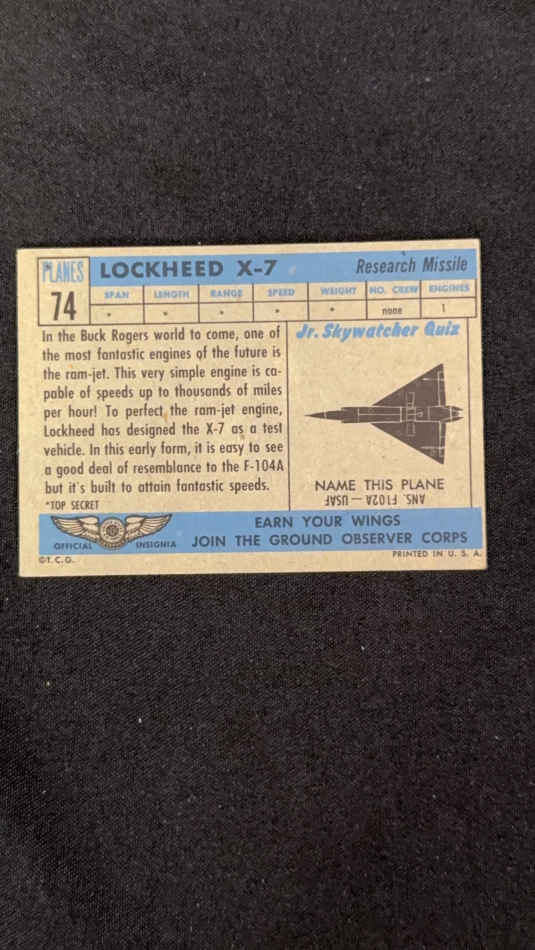 PLANES
LOCKHEED X-7
Research Missile
74
SPAN LENGTH RANGE SPEED WEIGHT NO. CREW ENGINES
* * * * * none 1
In the Buck Rogers world to come, one of
the most fantastic engines of the future is
the ram-jet. This very simple engine is ca-
pable of speeds up to thousands of miles
per hour! To perfect the ram-jet engine,
Lockheed has designed the X-7 as a test
vehicle. In this early form, it is easy to see
a good deal of resemblance to the F-104A
but it's built to attain fantastic speeds.
*TOP SECRET
Jr. Skywatcher Quiz
NAME THIS PLANE
ANS. F102A — USAF
OFFICIAL INSIGNIA
EARN YOUR WINGS
JOIN THE GROUND OBSERVER CORPS
©T.C.G.
PRINTED IN U. S. A.